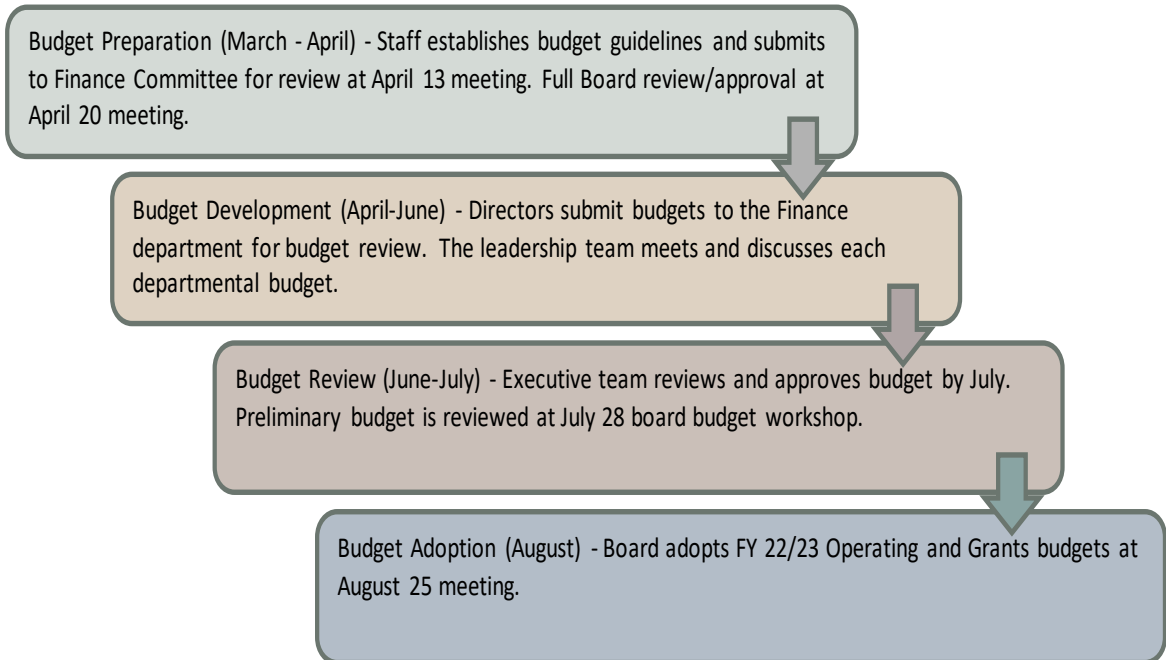 Budget Preparation (March - April) - Staff establishes budget guidelines and submits
to Finance Committee for review at April 13 meeting. Full Board review/approval at
April 20 meeting.
Budget Development (April-June) - Directors submit budgets to the Finance
department for budget review. The leadership team meets and discusses each
departmental budget.
Budget Review (June-July) - Executive team reviews and approves budget by July.
Preliminary budget is reviewed at July 28 board budget workshop.
Budget Adoption (August) - Board adopts FY 22/23 Operating and Grants budgets at
August 25 meeting.